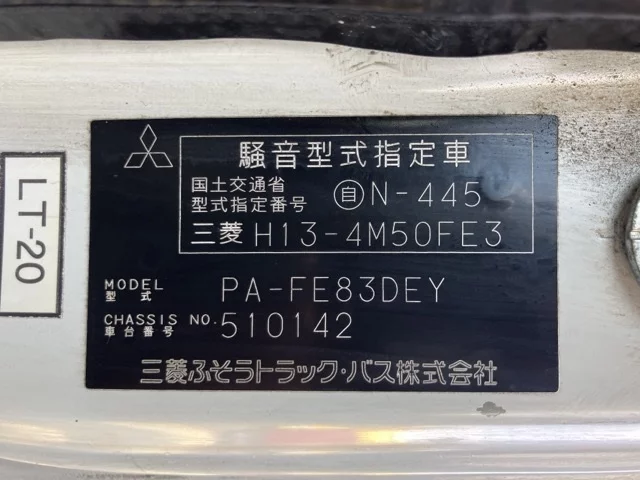 騒音型式指定車
国土交通省
型式指定番号 自N-445
三菱 H13-4M50FE3
MODEL
型式 PA-FE83DEY
CHASSIS NO.
車台番号 510142
三菱ふそうトラック・バス株式会社
LT-20